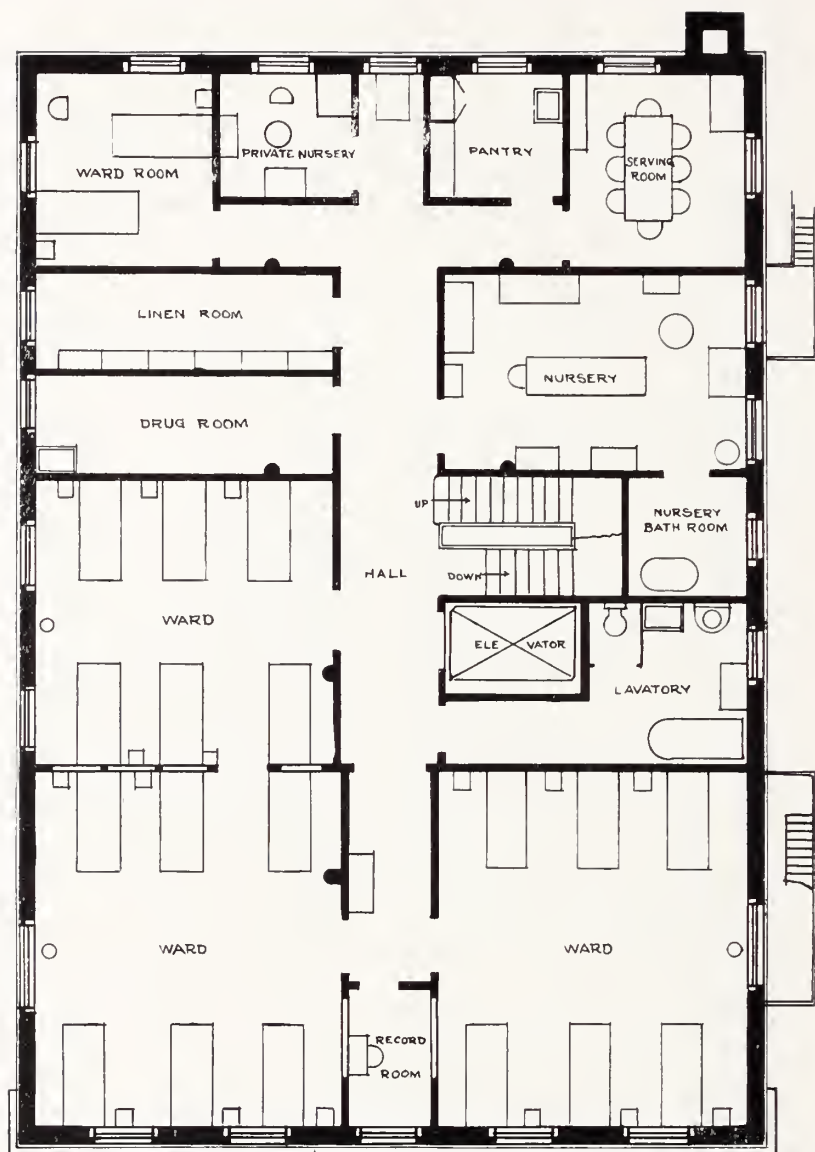 WARD ROOM
PRIVATE NURSERY
PANTRY
SERVING
ROOM
LINEN ROOM
NURSERY
DRUG ROOM
UP
NURSERY
BATH ROOM
HALL
DOWN
WARD
ELE VATOR
LAVATORY
WARD
WARD
RECORD
ROOM